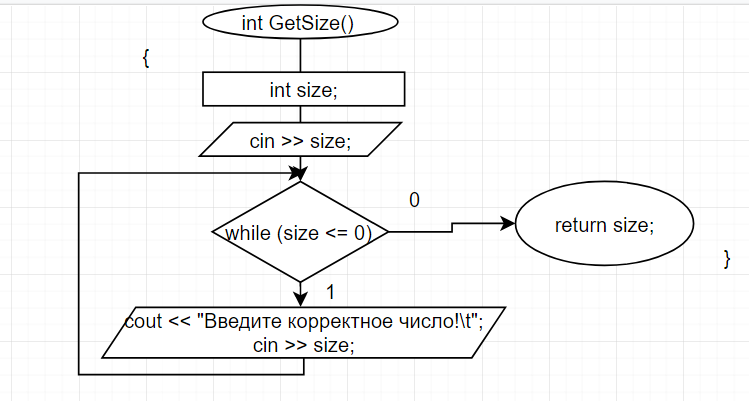 int GetSize()
{
int size;
cin >> size;
0
while (size <= 0)
return size;
}
1
cout << "Введите корректное число!\t";
cin >> size;